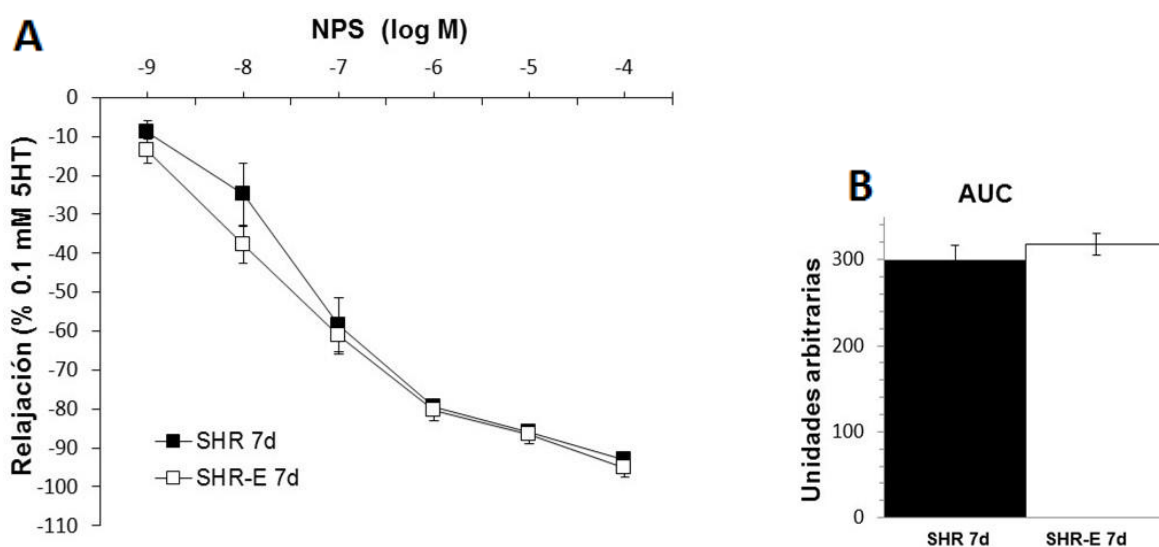 A
NPS (log M)
-9 -8 -7 -6 -5 -4
0
-10
-20
-30
-40
-50
-60
-70
-80
-90
-100
-110
Relajación (% 0.1 mM 5HT)
SHR 7d
SHR-E 7d
B
AUC
300
200
100
0
Unidades arbitrarias
SHR 7d SHR-E 7d